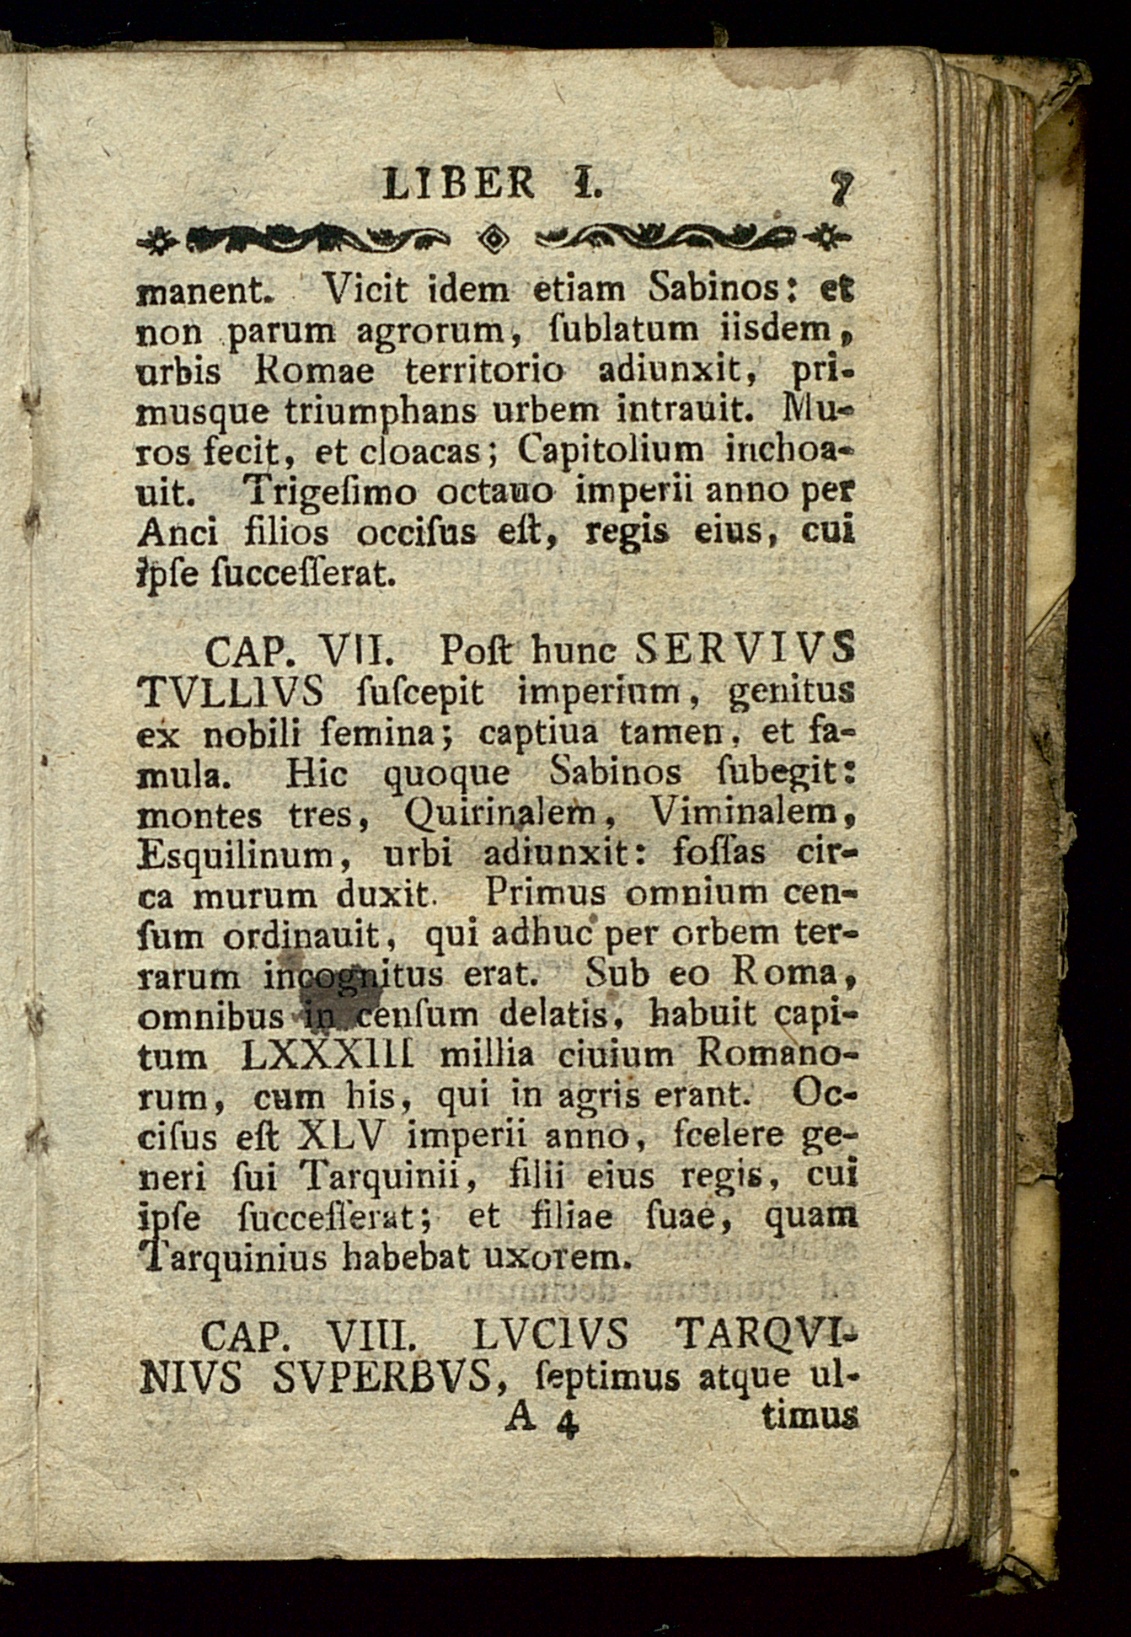 LIBER I. 7
manent. Vicit idem etiam Sabinos: et
non parum agrorum, ſublatum iisdem,
urbis Romae territorio adiunxit, pri-
musque triumphans urbem intrauit. Mu-
ros fecit, et cloacas; Capitolium inchoa-
uit. Trigeſimo octauo imperii anno per
Anci filios occiſus eſt, regis eius, cui
ipſe ſucceſſerat.
CAP. VII. Poſt hunc SERVIVS
TVLLIVS ſuſcepit imperium, genitus
ex nobili femina; captiua tamen, et fa-
mula. Hic quoque Sabinos ſubegit:
montes tres, Quirinalem, Viminalem,
Esquilinum, urbi adiunxit: foſſas cir-
ca murum duxit. Primus omnium cen-
ſum ordinauit, qui adhuc per orbem ter-
rarum incognitus erat. Sub eo Roma,
omnibus in cenſum delatis, habuit capi-
tum LXXXIII millia ciuium Romano-
rum, cum his, qui in agris erant. Oc-
ciſus eſt XLV imperii anno, ſcelere ge-
neri ſui Tarquinii, filii eius regis, cui
ipſe ſucceſſerat; et filiae ſuae, quam
Tarquinius habebat uxorem.
CAP. VIII. LVCIVS TARQVI-
NIVS SVPERBVS, ſeptimus atque ul-
A 4 timus